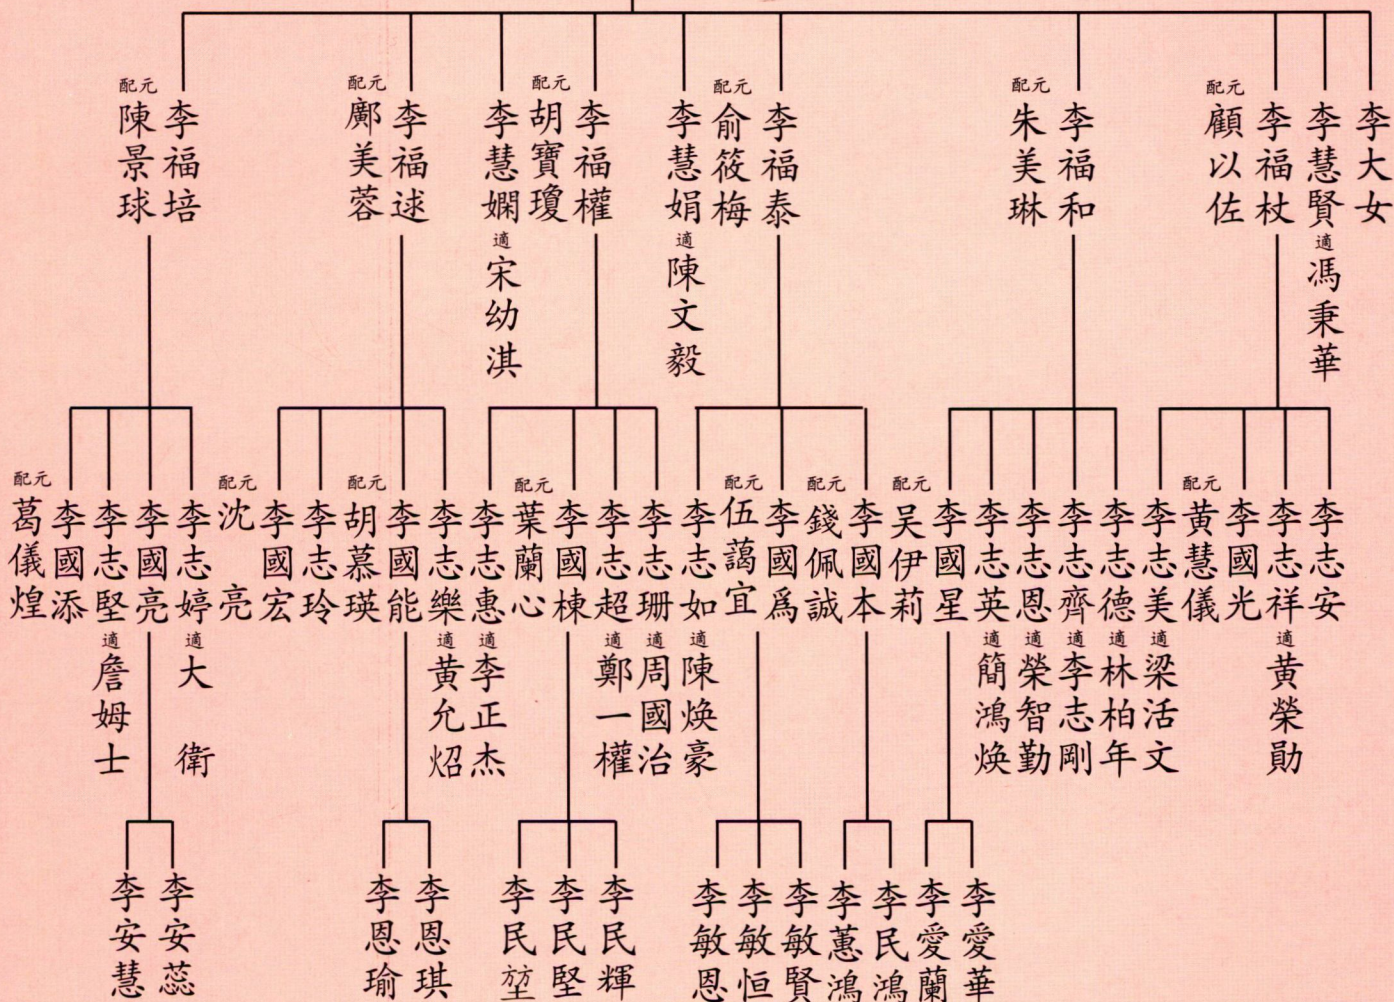 李大女
李慧賢 適 馮秉華
李福杖
元配 顧以佐
李福和
元配 朱美琳
李福泰
元配 俞筱梅
李慧娟 適 陳文毅
李福權
元配 胡寶瓊
李慧嫻 適 宋幼淇
李福逑
元配 鄺美蓉
李福培
元配 陳景球
李志安
李志祥 適 黃榮勛
李國光
元配 黃慧儀
李志美 適 梁活文
李志德 適 林柏年
李志齊 適 李志剛
李志恩 適 榮智勤
李志英 適 簡鴻焕
李國星
元配 吴伊莉
李國本
元配 錢佩誠
李國爲
元配 伍藹宜
李志如 適 陳焕豪
李志珊 適 周國治
李志超 適 鄭一權
李國棟
元配 葉蘭心
李志惠 適 李正杰
李志樂 適 黃允炤
李國能
元配 胡慕瑛
李志玲
李國宏
元配 沈亮
李志婷 適 大衛
李國亮
李志堅 適 詹姆士
李國添
元配 葛儀煌
李愛華
李愛蘭
李民鴻
李蕙鴻
李敏賢
李敏恒
李敏恩
李民輝
李民堅
李民
李恩琪
李恩瑜
李安蕊
李安慧